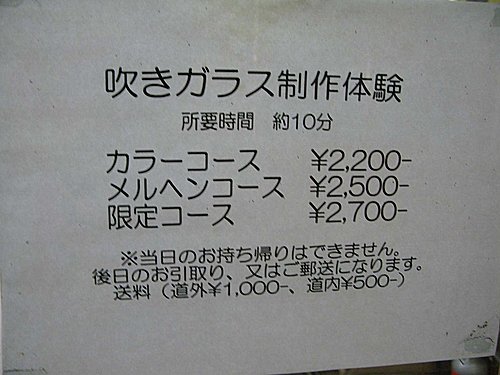 吹きガラス制作体験
所要時間　約10分
カラーコース　¥2,200-
メルヘンコース　¥2,500-
限定コース　¥2,700-
※当日のお持ち帰りはできません。
後日のお引取り、又はご郵送になります。
送料（道外¥1,000-、道内¥500-）